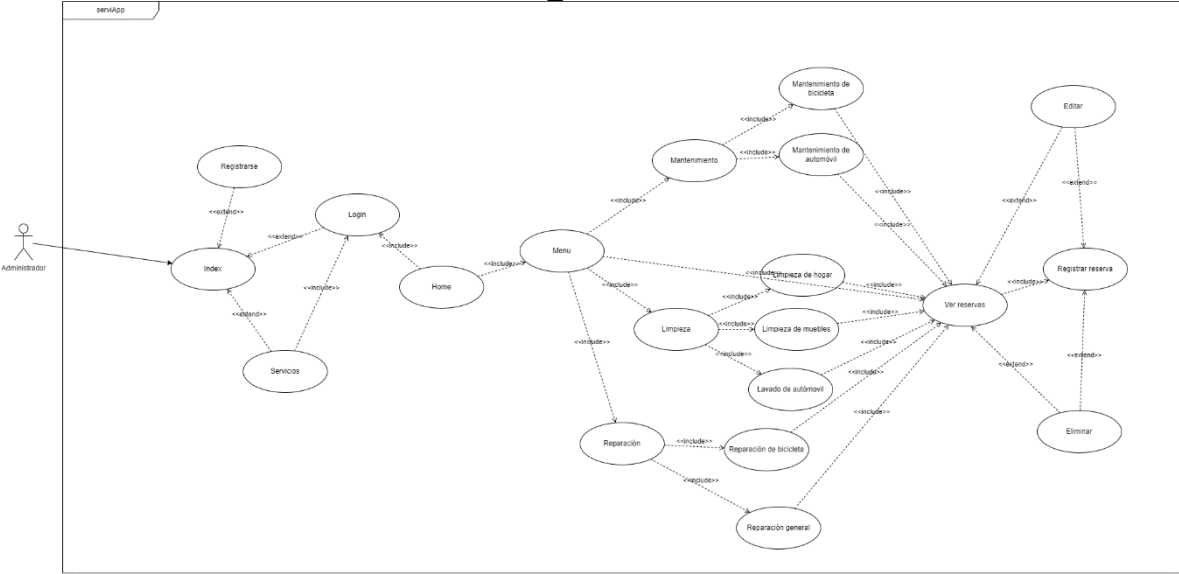 serviApp
Mantenimiento de
bicicleta
Editar
<<include>>
<<include>>
Mantenimiento de
automóvil
Mantenimiento
Registrarse
<<extend>>
<<include>>
<<include>>
<<extend>>
<<extend>>
Login
<<include>>
<<extend>>
Administrador
Index
<<include>>
Menu
<<include>>
Home
<<include>>
<<include>>
Limpieza de hogar
<<include>>
Registrar reserva
<<include>>
<<include>>
Ver reservas
<<extend>>
<<include>>
<<include>>
Limpieza
<<include>>
Limpieza de muebles
<<include>>
<<include>>
<<include>>
<<extend>>
<<extend>>
Servicios
<<include>>
Lavado de autómovil
<<include>>
<<include>>
Reparación
<<include>>
Reparación de bicicleta
Eliminar
<<include>>
Reparación general